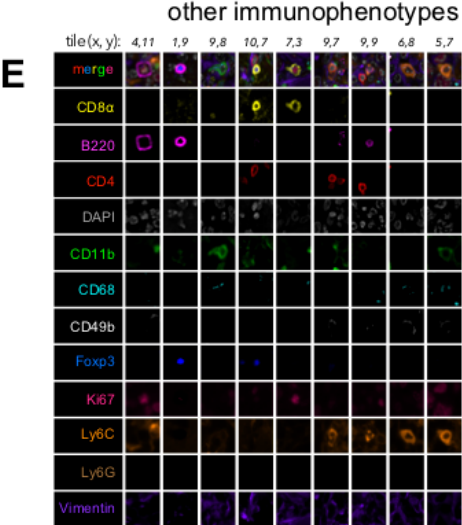 other immunophenotypes
tile(x, y): 4,11 1,9 9,8 10,7 7,3 9,7 9,9 6,8 5,7
E
merge
CD8α
B220
CD4
DAPI
CD11b
CD68
CD49b
Foxp3
Ki67
Ly6C
Ly6G
Vimentin